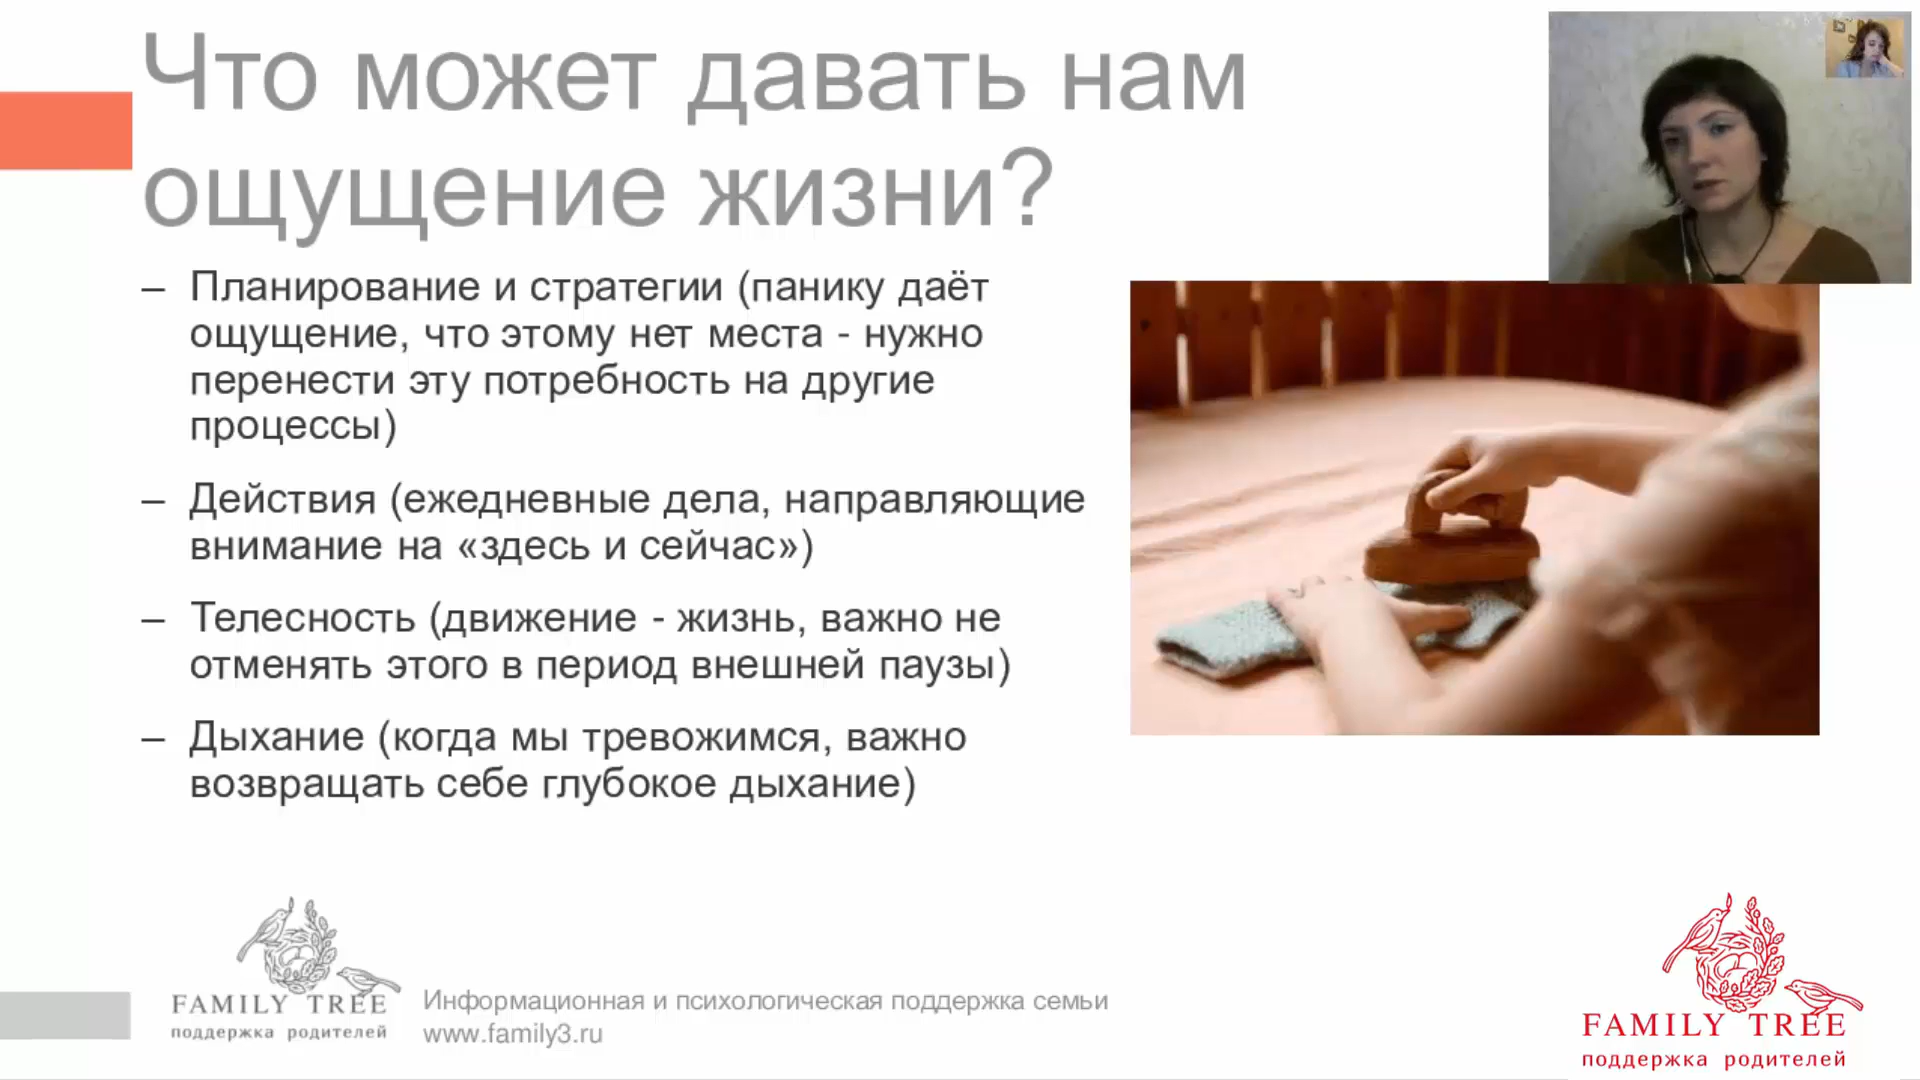 Что может давать нам
ощущение жизни?
– Планирование и стратегии (панику даёт
ощущение, что этому нет места - нужно
перенести эту потребность на другие
процессы)
– Действия (ежедневные дела, направляющие
внимание на «здесь и сейчас»)
– Телесность (движение - жизнь, важно не
отменять этого в период внешней паузы)
– Дыхание (когда мы тревожимся, важно
возвращать себе глубокое дыхание)
FAMILY TREE
поддержка родителей
Информационная и психологическая поддержка семьи
www.family3.ru
FAMILY TREE
поддержка родителей